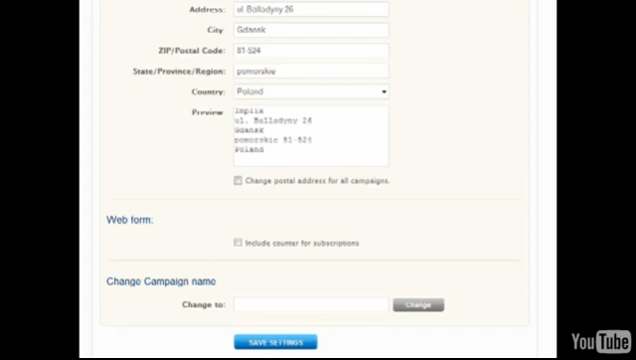 Address: ul. Balladyny 26
City: Gdansk
ZIP/Postal Code: 81-524
State/Province/Region: pomorskie
Country: Poland
Preview
Implix
ul. Balladyny 26
Gdansk
pomorskie 81-524
Poland
Change postal address for all campaigns.
Web form:
Include counter for subscriptions
Change Campaign name
Change to: Change
SAVE SETTINGS
YouTube